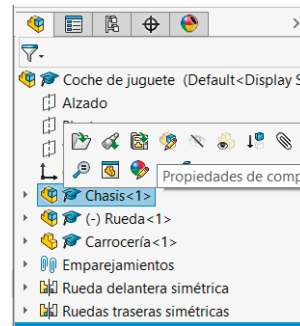 Coche de juguete (Default<Display S
Alzado
Propiedades de comp
Chasis<1>
(-) Rueda<1>
Carrocería<1>
Emparejamientos
Rueda delantera simétrica
Ruedas traseras simétricas